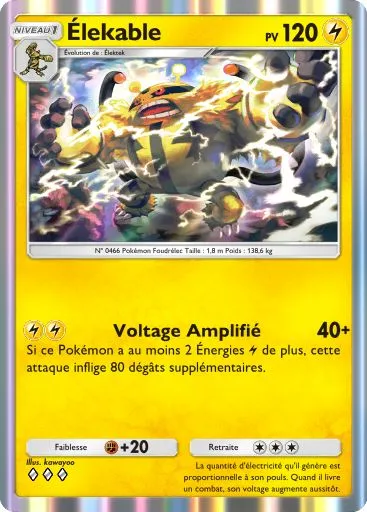 NIVEAU 1
Élekable
PV 120
Évolution de : Élektek
N° 0466 Pokémon Foudrélec Taille : 1,8 m Poids : 138,6 kg
Voltage Amplifié 40+
Si ce Pokémon a au moins 2 Énergies de plus, cette
attaque inflige 80 dégâts supplémentaires.
Faiblesse +20
Retraite
Illus. kawayoo
La quantité d'électricité qu'il génère est
proportionnelle à son pouls. Quand il livre
un combat, son voltage augmente aussitôt.